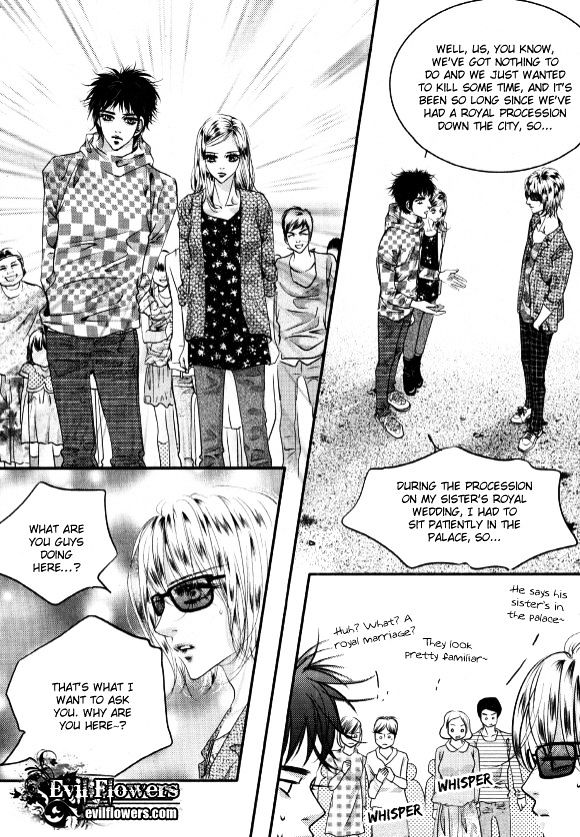 WELL, US, YOU KNOW,
WE'VE GOT NOTHING TO
DO AND WE JUST WANTED
TO KILL SOME TIME, AND IT'S
BEEN SO LONG SINCE WE'VE
HAD A ROYAL PROCESSION
DOWN THE CITY, SO...
DURING THE PROCESSION
ON MY SISTER'S ROYAL
WEDDING, I HAD TO
SIT PATIENTLY IN THE
PALACE, SO...
WHAT ARE
YOU GUYS
DOING
HERE...?
THAT'S WHAT I
WANT TO ASK
YOU. WHY ARE
YOU HERE~?
Huh? What? A
royal marriage?
They look
pretty familiar~
He says his
sister's in
the palace~
WHISPER
WHISPER
Evil Flowers
evilflowers.com